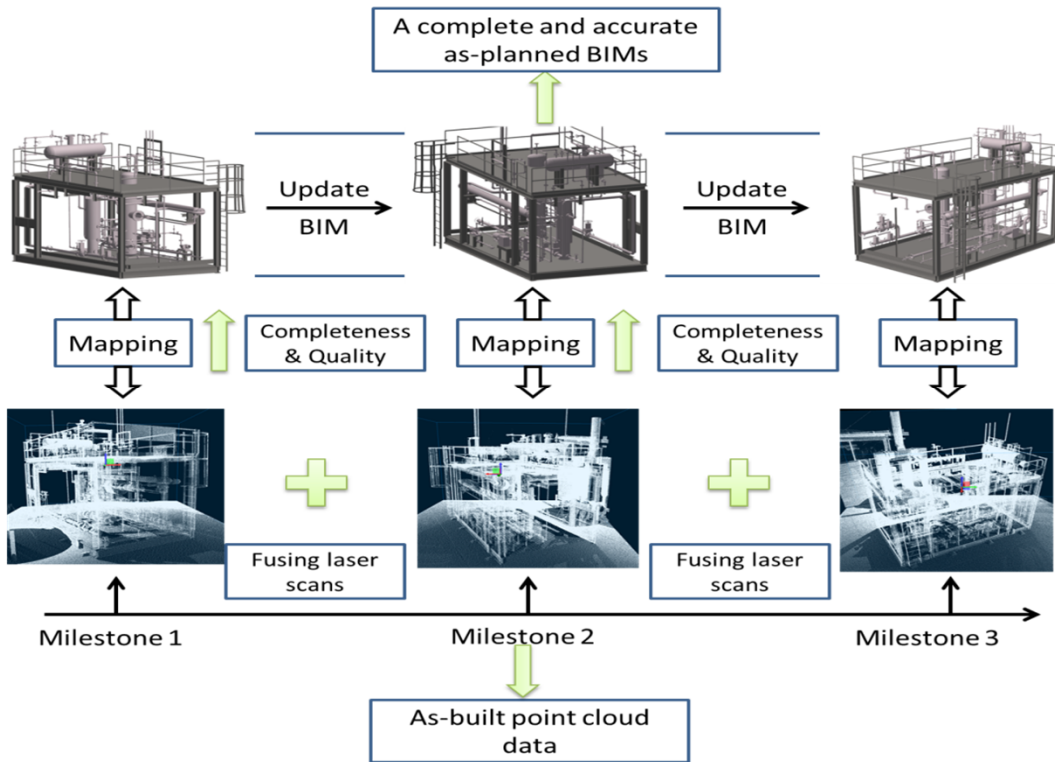 A complete and accurate
as-planned BIMs
Update
BIM
Update
BIM
Mapping
Completeness
& Quality
Mapping
Completeness
& Quality
Mapping
Fusing laser
scans
Fusing laser
scans
Milestone 1
Milestone 2
Milestone 3
As-built point cloud
data